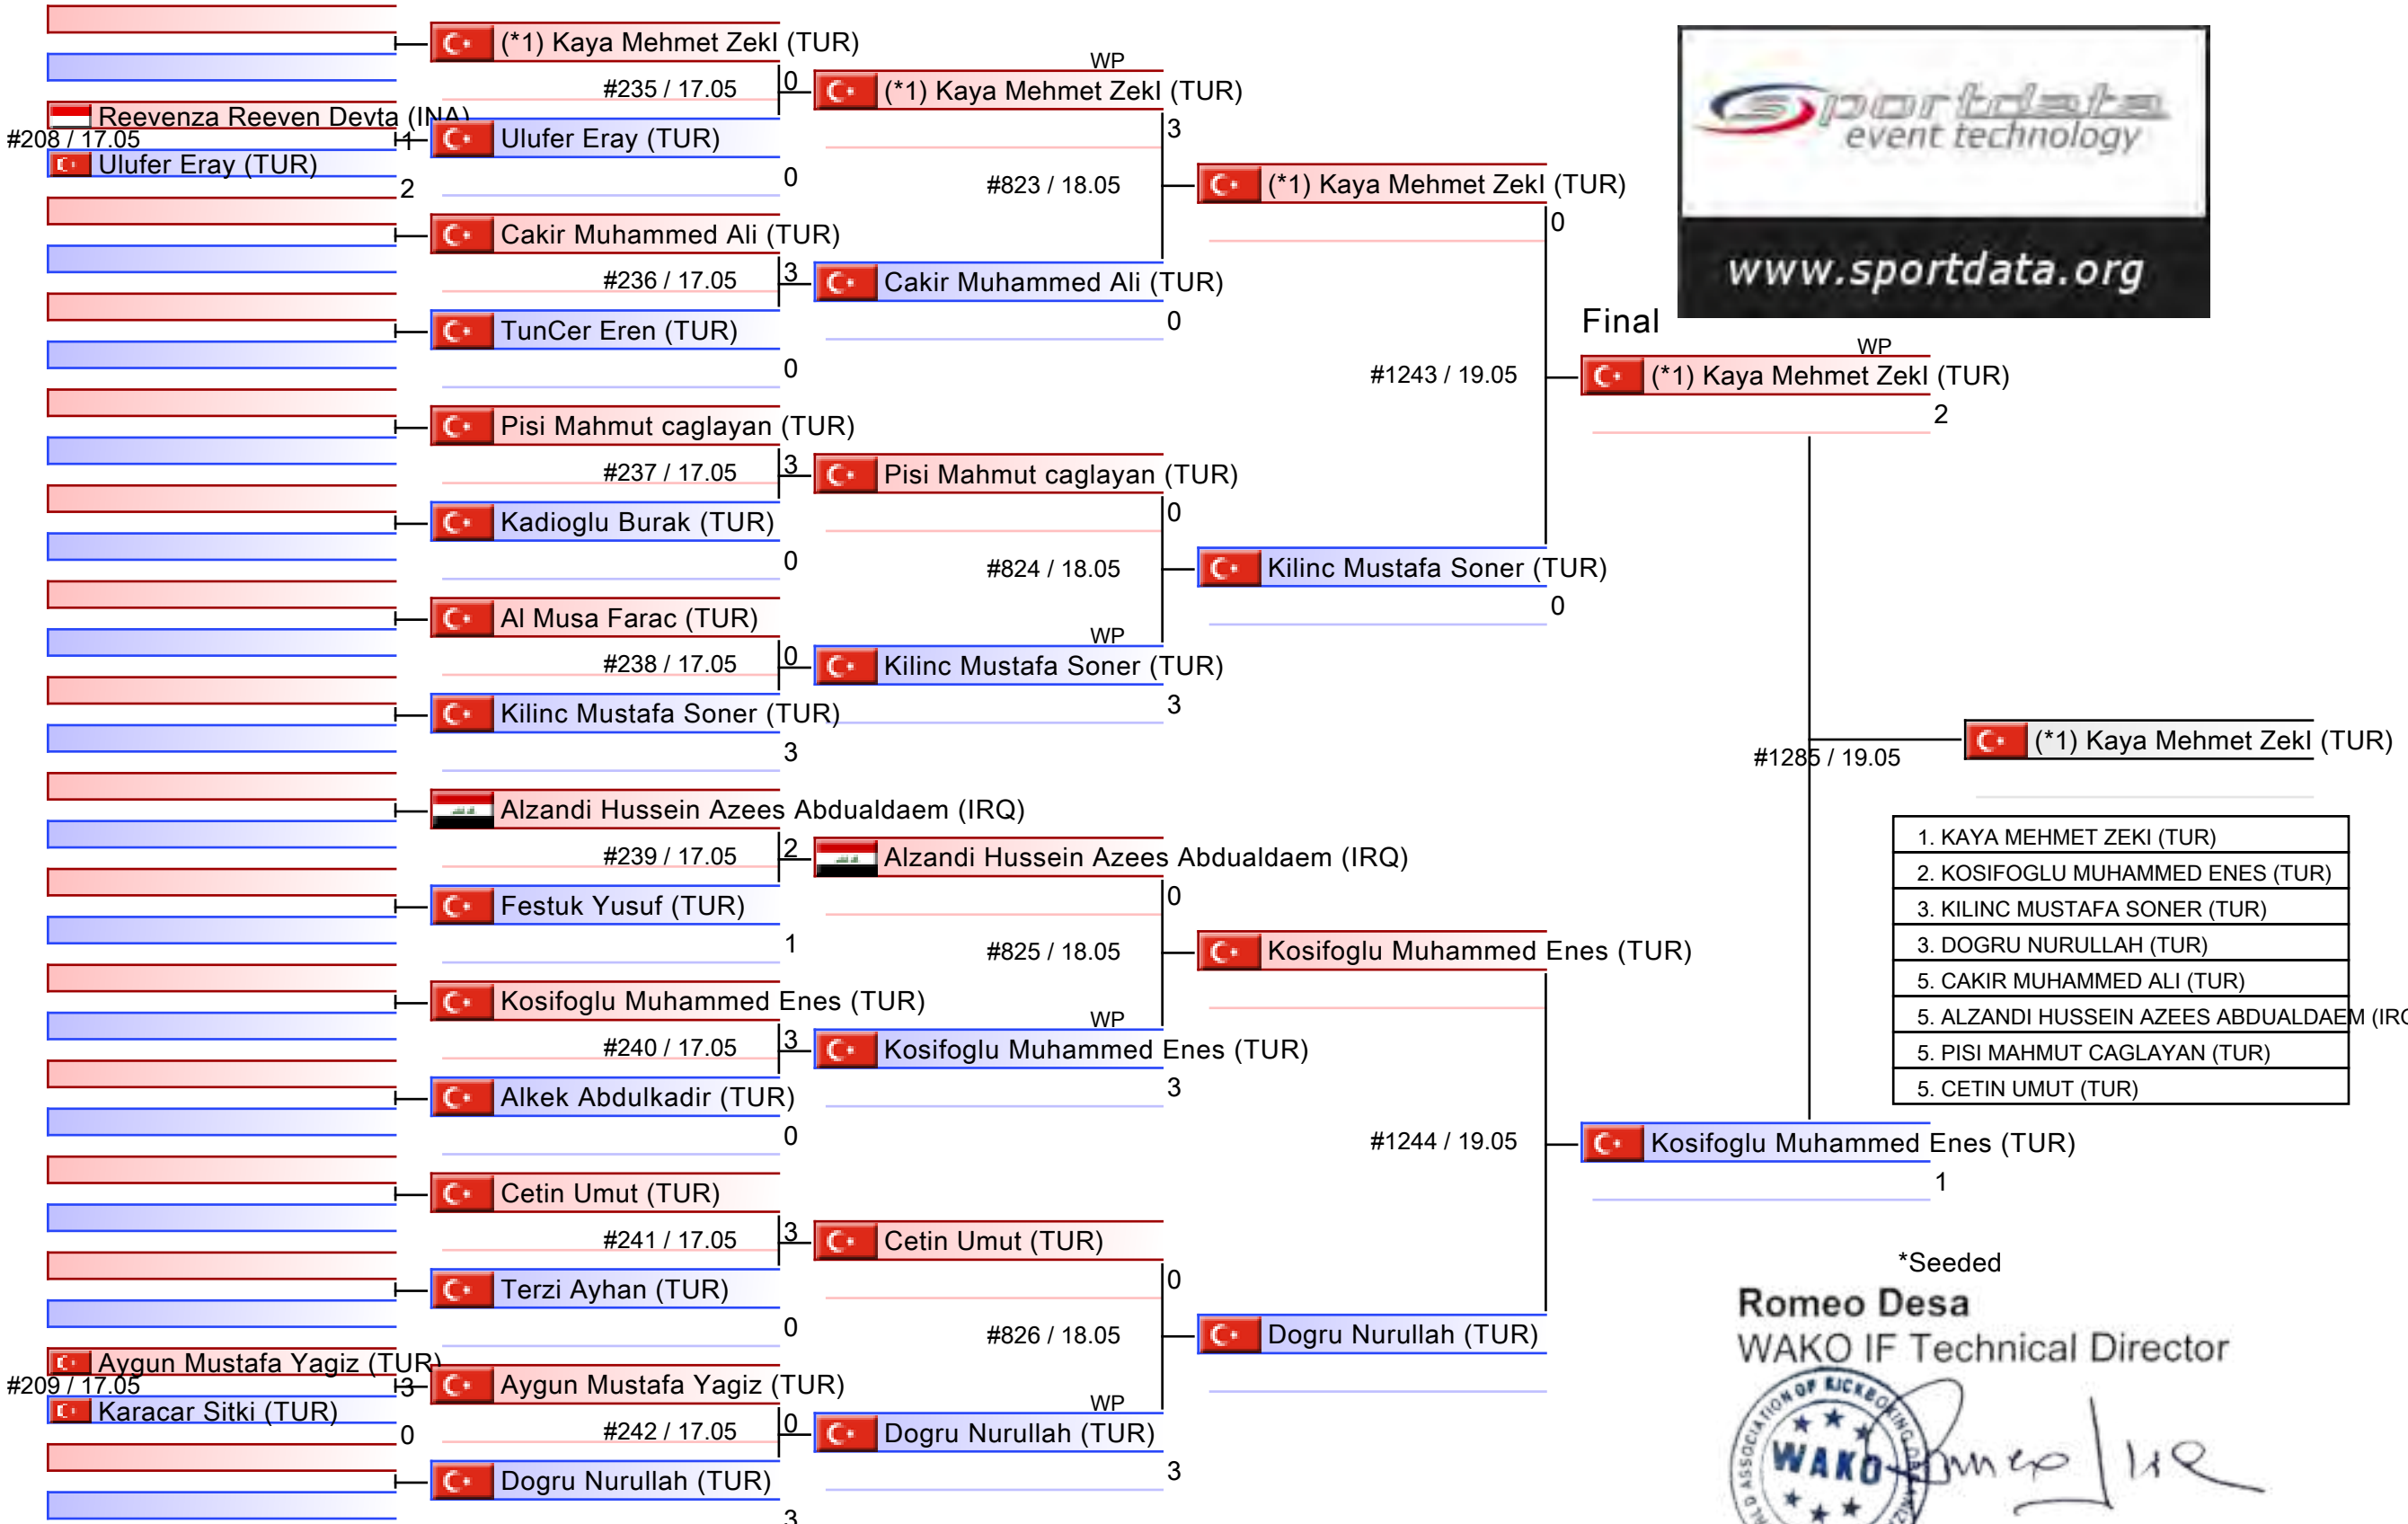 Reevenza Reeven Devta (INA)
#208 / 17.05
1
Ulufer Eray (TUR)
2
Aygun Mustafa Yagiz (TUR)
#209 / 17.05
3
Karacar Sitki (TUR)
0
(*1) Kaya Mehmet ZekI (TUR)
#235 / 17.05
0
Ulufer Eray (TUR)
0
Cakir Muhammed Ali (TUR)
#236 / 17.05
3
TunCer Eren (TUR)
0
Pisi Mahmut caglayan (TUR)
#237 / 17.05
3
Kadioglu Burak (TUR)
0
Al Musa Farac (TUR)
#238 / 17.05
0
Kilinc Mustafa Soner (TUR)
3
Alzandi Hussein Azees Abdualdaem (IRQ)
#239 / 17.05
2
Festuk Yusuf (TUR)
1
Kosifoglu Muhammed Enes (TUR)
#240 / 17.05
3
Alkek Abdulkadir (TUR)
0
Cetin Umut (TUR)
#241 / 17.05
3
Terzi Ayhan (TUR)
0
Aygun Mustafa Yagiz (TUR)
#242 / 17.05
0
Dogru Nurullah (TUR)
3
WP
(*1) Kaya Mehmet ZekI (TUR)
3
#823 / 18.05
Cakir Muhammed Ali (TUR)
0
Pisi Mahmut caglayan (TUR)
0
#824 / 18.05
WP
Kilinc Mustafa Soner (TUR)
3
Alzandi Hussein Azees Abdualdaem (IRQ)
0
#825 / 18.05
WP
Kosifoglu Muhammed Enes (TUR)
3
Cetin Umut (TUR)
0
#826 / 18.05
WP
Dogru Nurullah (TUR)
3
(*1) Kaya Mehmet ZekI (TUR)
0
#1243 / 19.05
Kilinc Mustafa Soner (TUR)
0
Kosifoglu Muhammed Enes (TUR)
#1244 / 19.05
Dogru Nurullah (TUR)
sportdata
event technology
www.sportdata.org
Final
WP
(*1) Kaya Mehmet ZekI (TUR)
2
#1285 / 19.05
Kosifoglu Muhammed Enes (TUR)
1
(*1) Kaya Mehmet ZekI (TUR)
1. KAYA MEHMET ZEKI (TUR)
2. KOSIFOGLU MUHAMMED ENES (TUR)
3. KILINC MUSTAFA SONER (TUR)
3. DOGRU NURULLAH (TUR)
5. CAKIR MUHAMMED ALI (TUR)
5. ALZANDI HUSSEIN AZEES ABDUALDAEM (IRQ
5. PISI MAHMUT CAGLAYAN (TUR)
5. CETIN UMUT (TUR)
*Seeded
Romeo Desa
WAKO IF Technical Director
ASSOCIATION OF KICKBOXING
WAKO